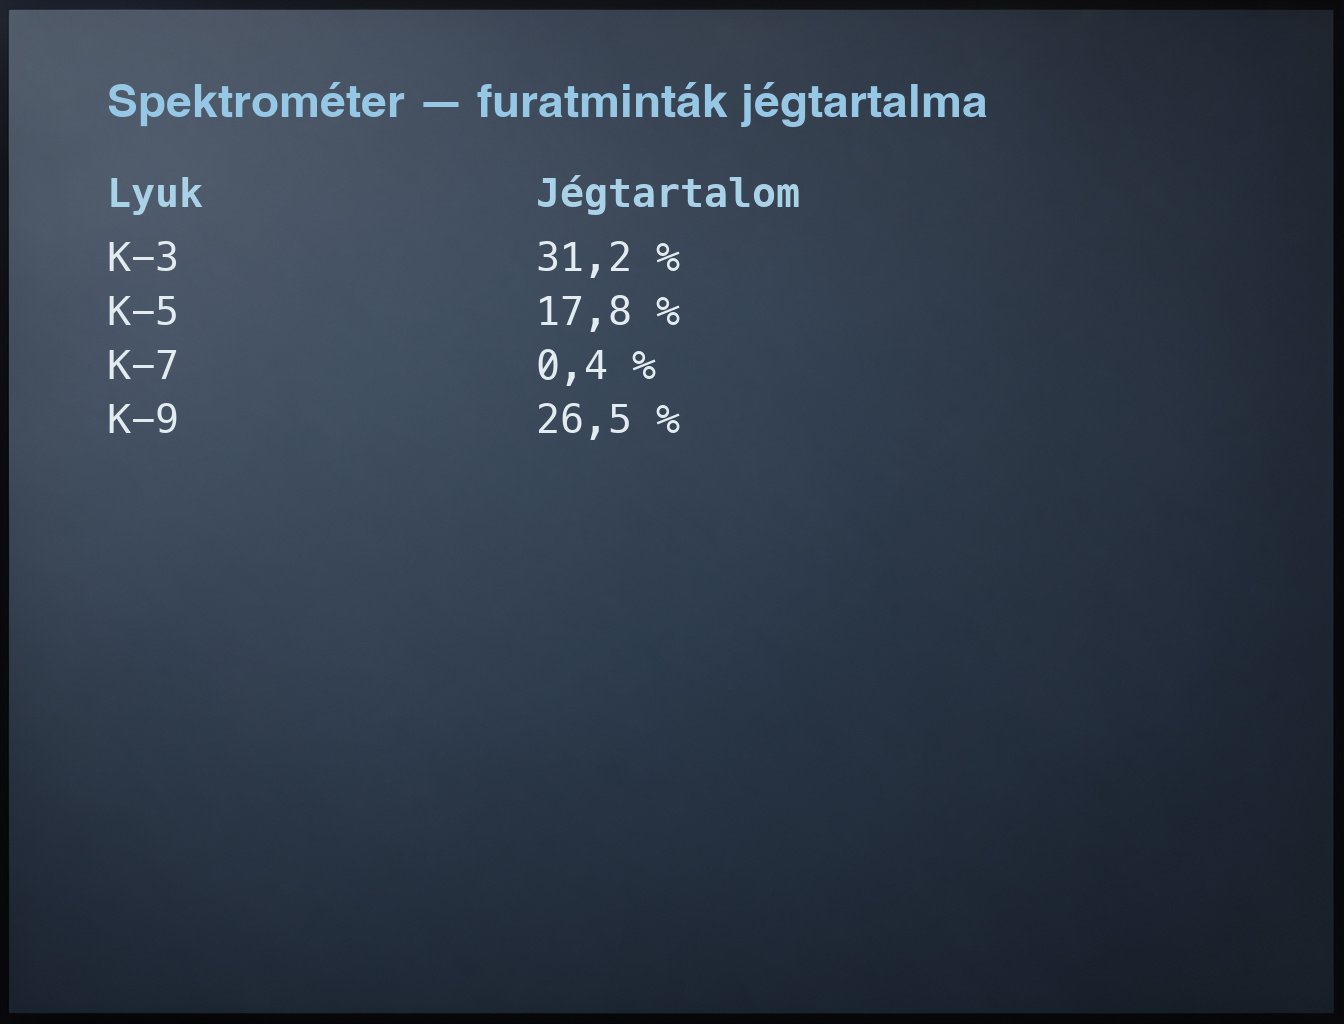 Spektrométer — furatminták jégtartalma
Lyuk Jégtartalom
K–3 31,2 %
K–5 17,8 %
K–7 0,4 %
K–9 26,5 %